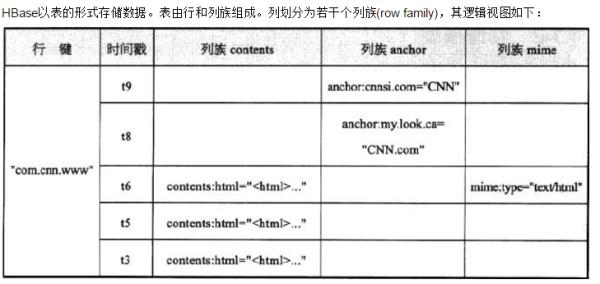 HBase以表的形式存储数据。表由行和列族组成。列划分为若干个列族(row family)，其逻辑视图如下：
行 键 时间戳 列族 contents 列族 anchor 列族 mime
"com.cnn.www"
t9 anchor:cnnsi.com="CNN"
t8 anchor:my.look.ca=
"CNN.com"
t6 contents:html="<html>..." mime:type="text/html"
t5 contents:html="<html>..."
t3 contents:html="<html>..."